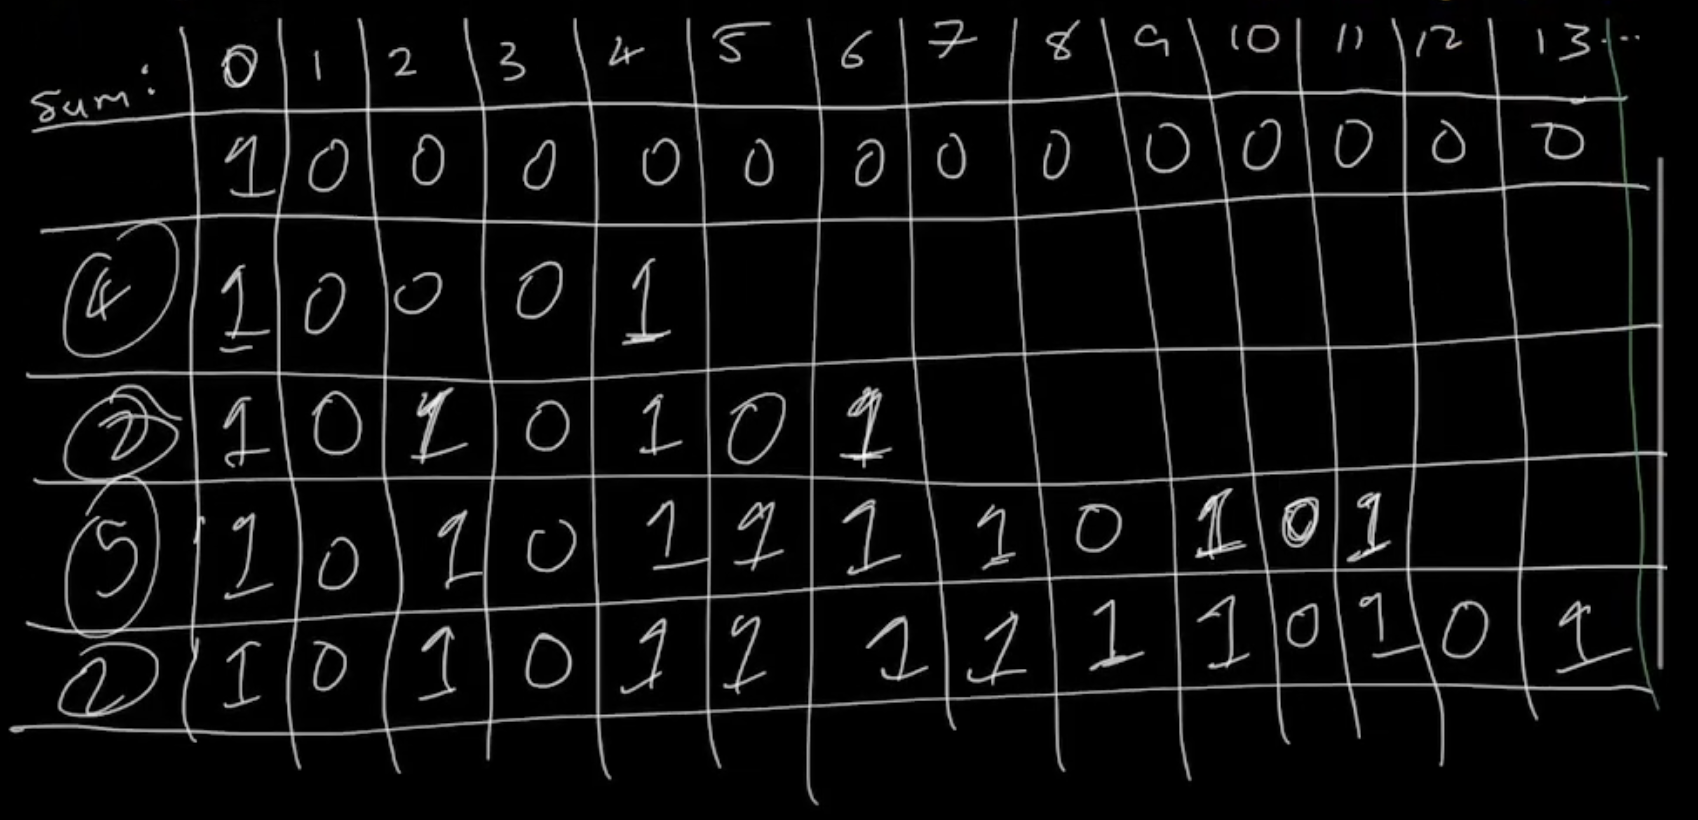 Sum: 0 1 2 3 4 5 6 7 8 9 10 11 12 13...
1 0 0 0 0 0 0 0 0 0 0 0 0 0
4 1 0 0 0 1
2 1 0 1 0 1 0 1
5 1 0 1 0 1 1 1 1 0 1 0 1
2 1 0 1 0 1 1 1 1 1 1 0 1 0 1